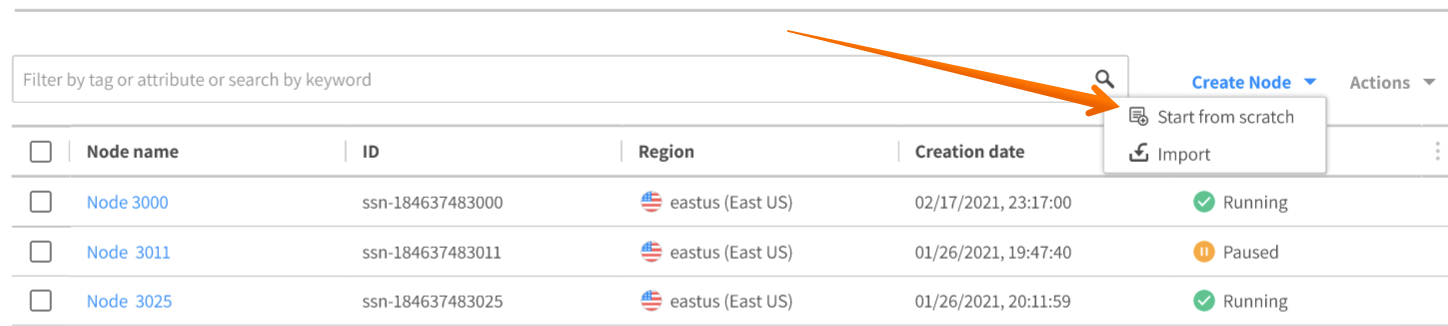 Filter by tag or attribute or search by keyword
Create Node
Actions
Start from scratch
Import
Node name ID Region Creation date
Node 3000 ssn-184637483000 eastus (East US) 02/17/2021, 23:17:00 Running
Node 3011 ssn-184637483011 eastus (East US) 01/26/2021, 19:47:40 Paused
Node 3025 ssn-184637483025 eastus (East US) 01/26/2021, 20:11:59 Running